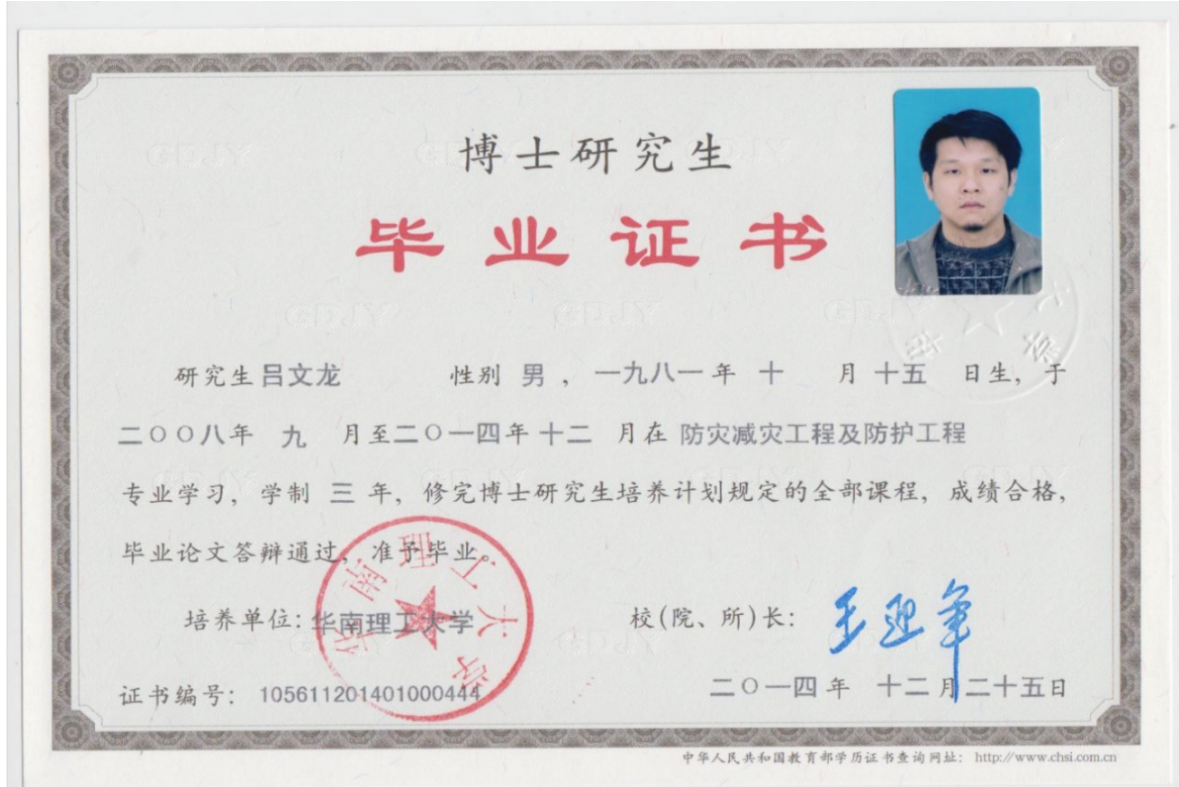 博士研究生
毕业证书
研究生 吕文龙 性别 男 ，一九八一 年 十 月 十五 日生，于
二〇〇八年 九 月至二〇一四年 十二 月在 防灾减灾工程及防护工程
专业学习，学制 三 年，修完博士研究生培养计划规定的全部课程，成绩合格，
毕业论文答辩通过，准予毕业。
培养单位：华南理工大学
校（院、所）长：王迎军
华南理工大学
证书编号： 105611201401000444
二〇一四 年 十二 月 二十五日
中华人民共和国教育部学历证书查询网址： http://www.chsi.com.cn